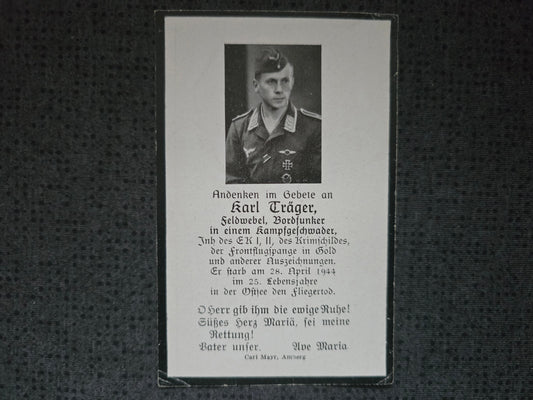 Andenken im Gebete an
Karl Träger,
Feldwebel, Bordfunker
in einem Kampfgeschwader,
Inh des EK I, II, des Krimschildes,
der Frontflugspange in Gold
und anderer Auszeichnungen.
Er starb am 28. April 1944
im 25. Lebensjahre
in der Ostsee den Fliegertod.
O Herr gib ihm die ewige Ruhe!
Süßes Herz Mariä, sei meine
Rettung!
Vater unser. Ave Maria
Carl Mayr, Amberg